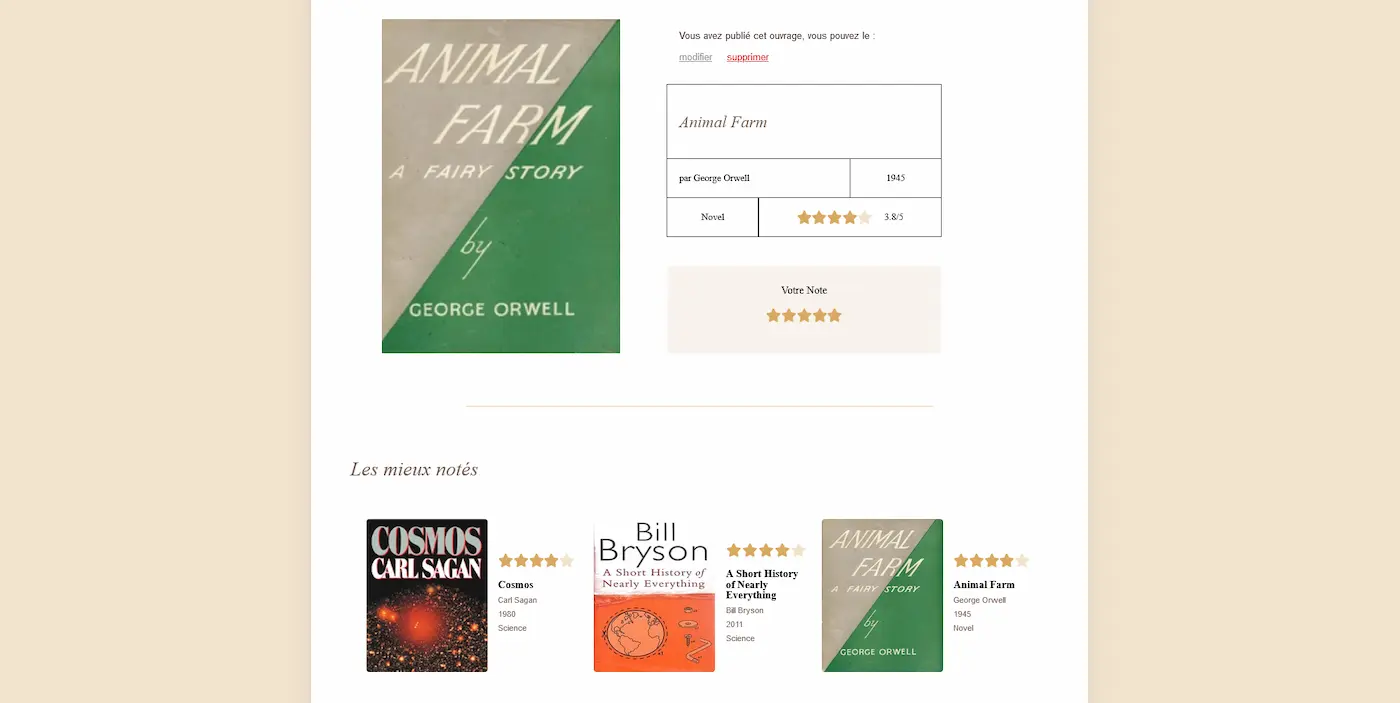 ANIMAL
FARM
A FAIRY STORY
by
GEORGE ORWELL
Vous avez publié cet ouvrage, vous pouvez le :
modifier supprimer
Animal Farm
par George Orwell 1945
Novel 3.8/5
Votre Note
Les mieux notés
COSMOS
CARL SAGAN
Cosmos
Carl Sagan
1980
Science
Bill
Bryson
A Short History of
Nearly Everything
A Short History
of Nearly
Everything
Bill Bryson
2011
Science
ANIMAL
FARM
A FAIRY STORY
by
GEORGE ORWELL
Animal Farm
George Orwell
1945
Novel